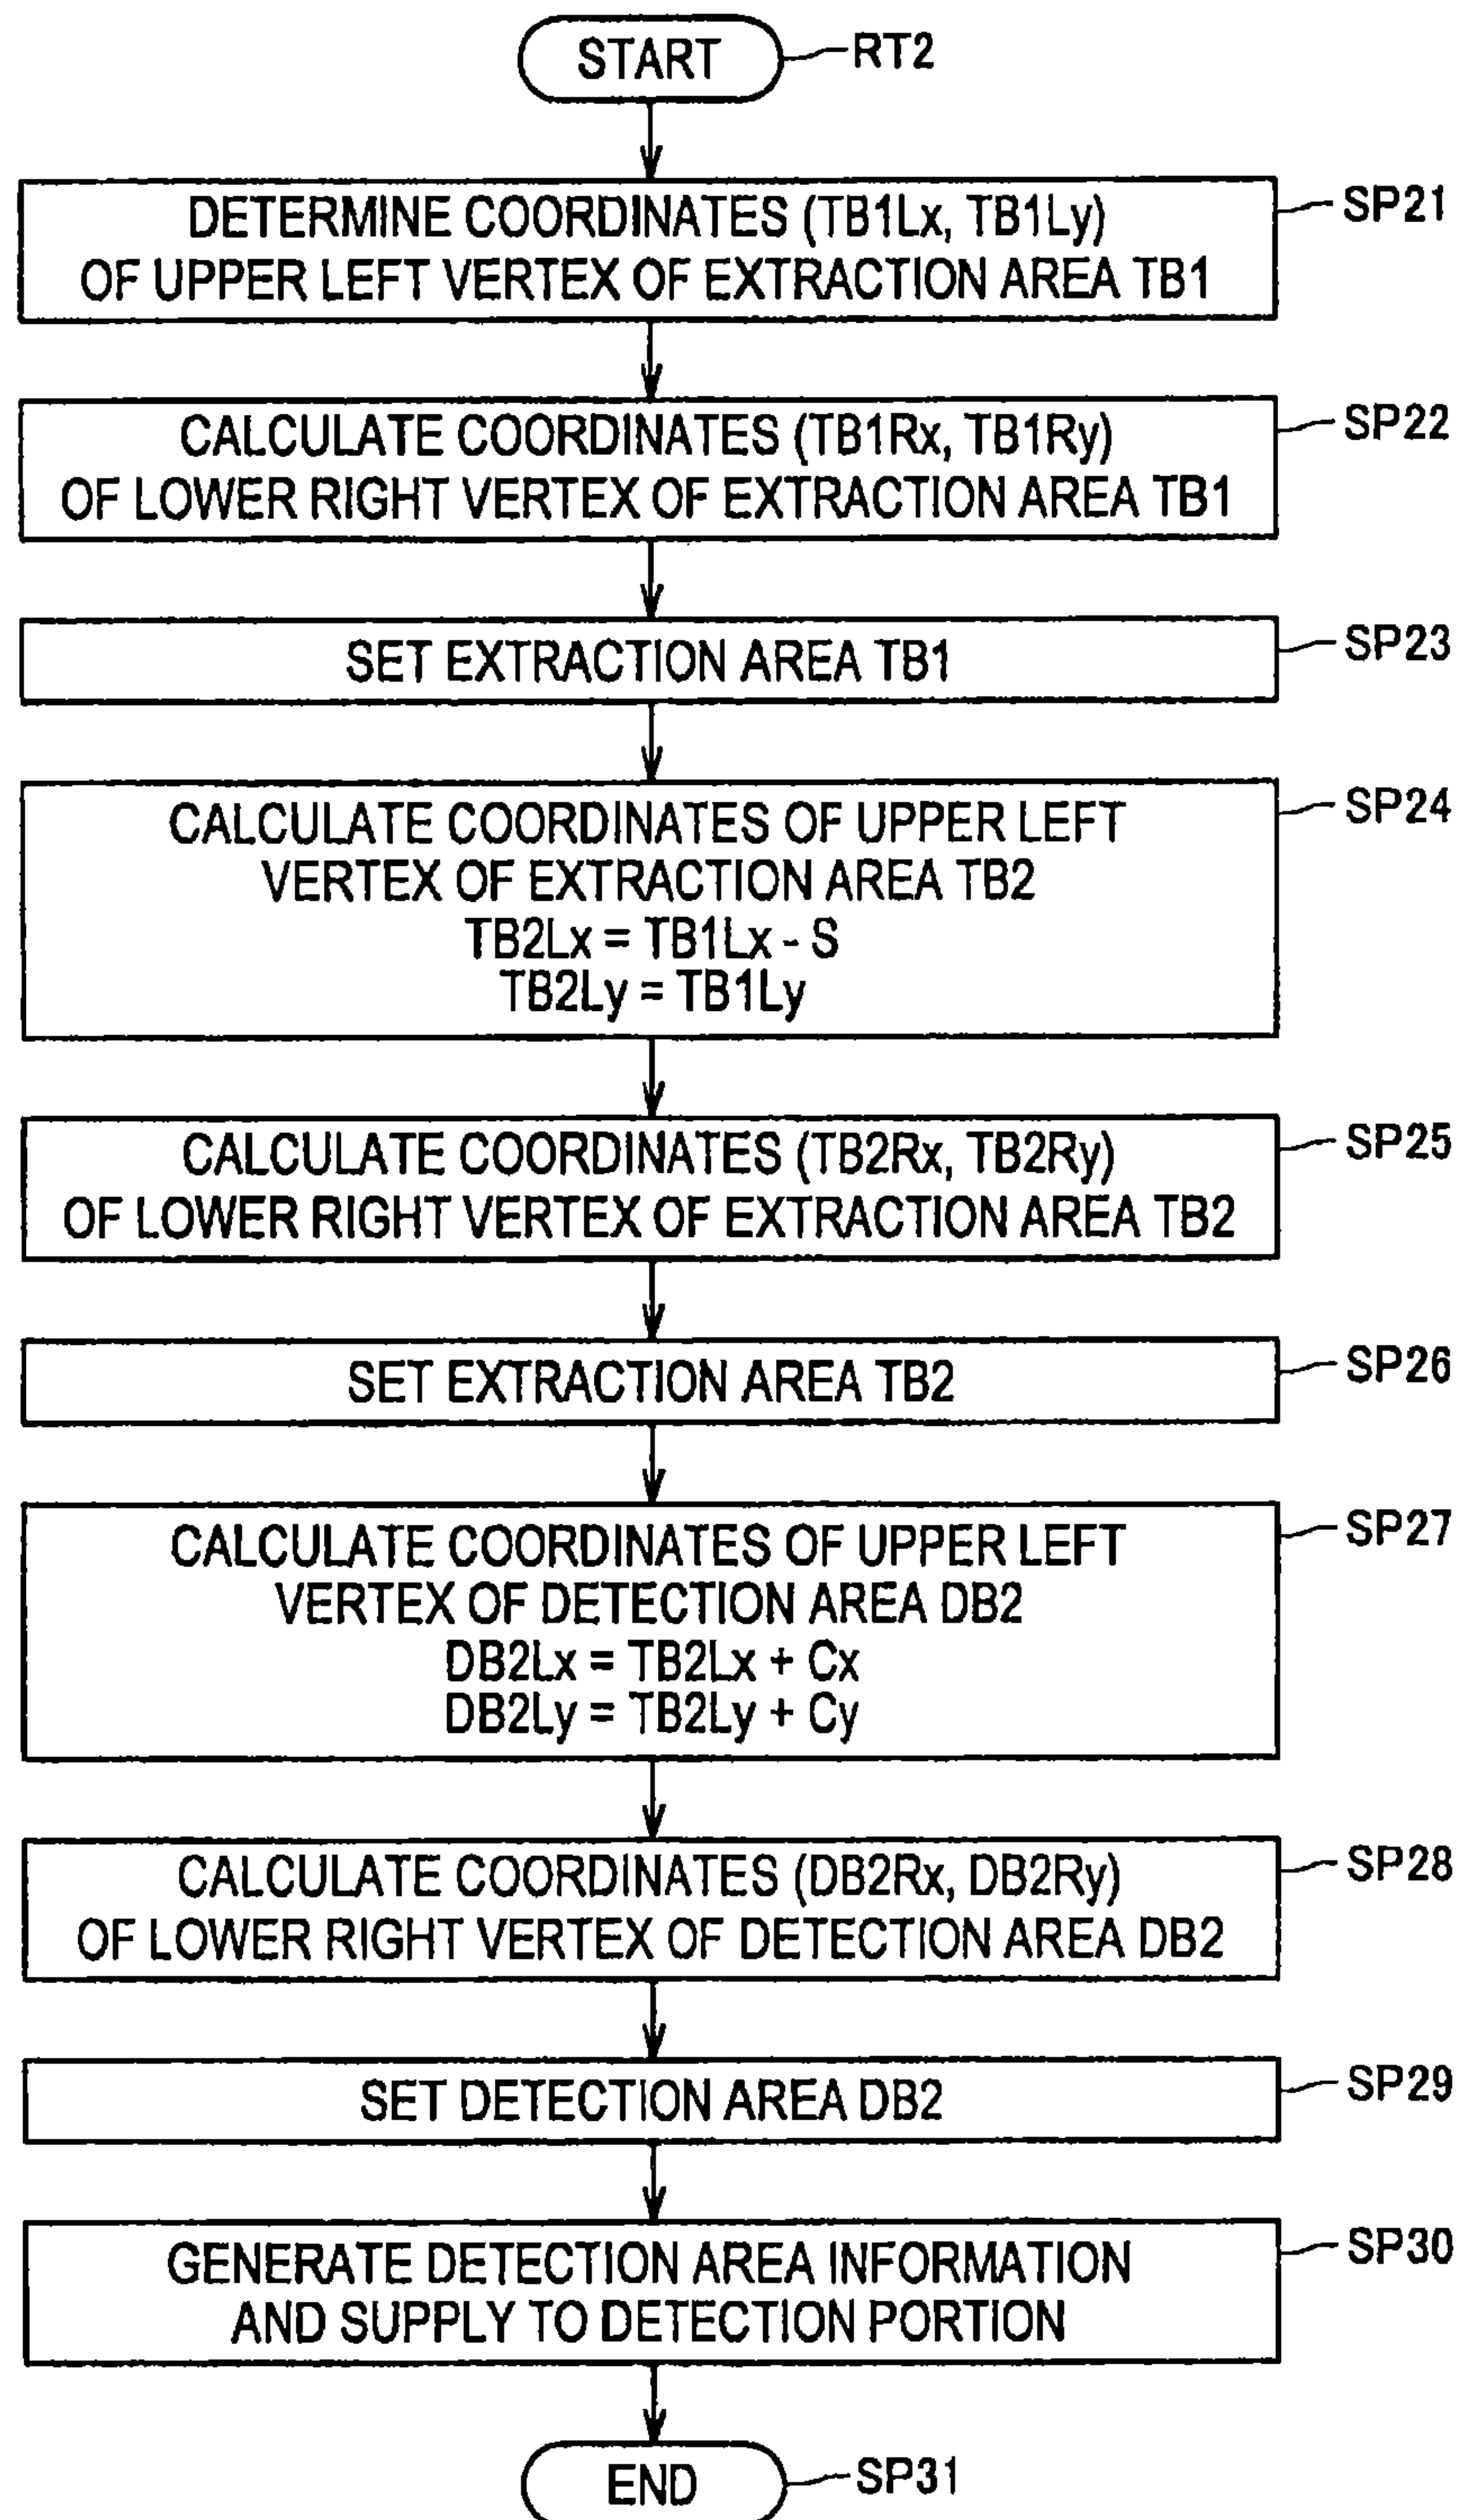 START
RT2
DETERMINE COORDINATES (TB1Lx, TB1Ly)
OF UPPER LEFT VERTEX OF EXTRACTION AREA TB1
SP21
CALCULATE COORDINATES (TB1Rx, TB1Ry)
OF LOWER RIGHT VERTEX OF EXTRACTION AREA TB1
SP22
SET EXTRACTION AREA TB1
SP23
CALCULATE COORDINATES OF UPPER LEFT
VERTEX OF EXTRACTION AREA TB2
TB2Lx = TB1Lx - S
TB2Ly = TB1Ly
SP24
CALCULATE COORDINATES (TB2Rx, TB2Ry)
OF LOWER RIGHT VERTEX OF EXTRACTION AREA TB2
SP25
SET EXTRACTION AREA TB2
SP26
CALCULATE COORDINATES OF UPPER LEFT
VERTEX OF DETECTION AREA DB2
DB2Lx = TB2Lx + Cx
DB2Ly = TB2Ly + Cy
SP27
CALCULATE COORDINATES (DB2Rx, DB2Ry)
OF LOWER RIGHT VERTEX OF DETECTION AREA DB2
SP28
SET DETECTION AREA DB2
SP29
GENERATE DETECTION AREA INFORMATION
AND SUPPLY TO DETECTION PORTION
SP30
END
SP31